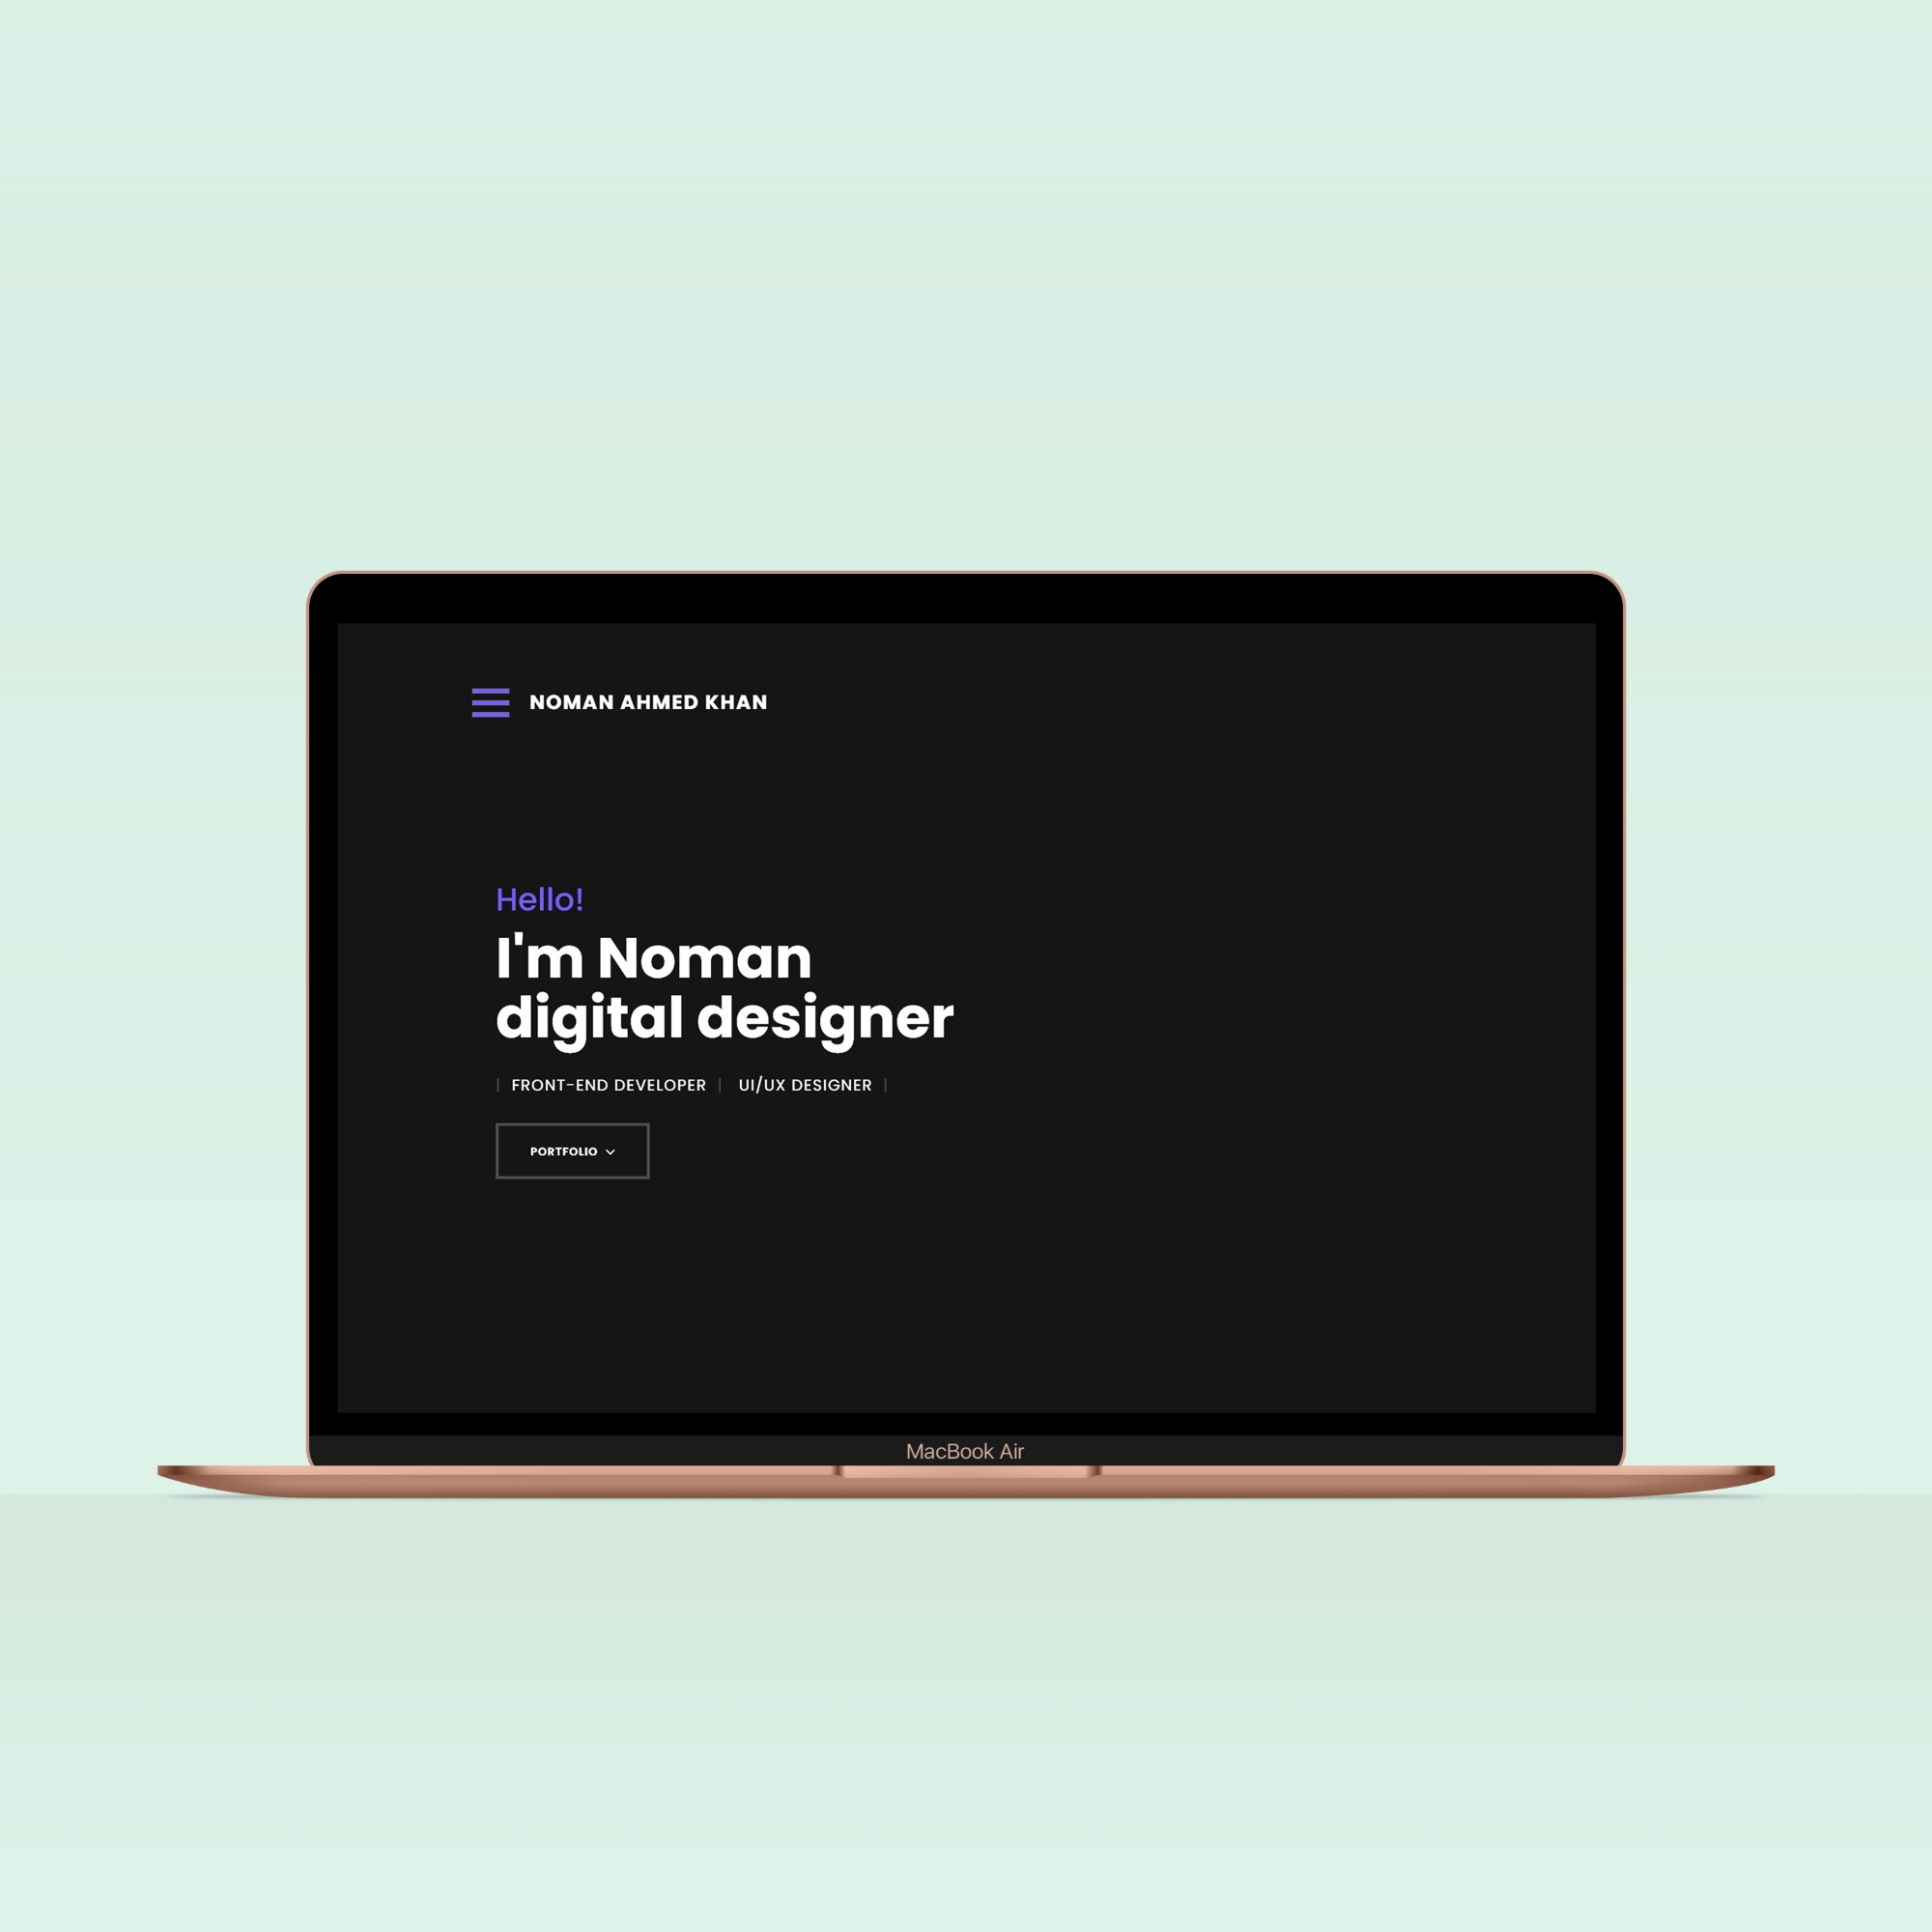 NOMAN AHMED KHAN
Hello!
I'm Noman
digital designer
| FRONT-END DEVELOPER | UI/UX DESIGNER |
PORTFOLIO
MacBook Air